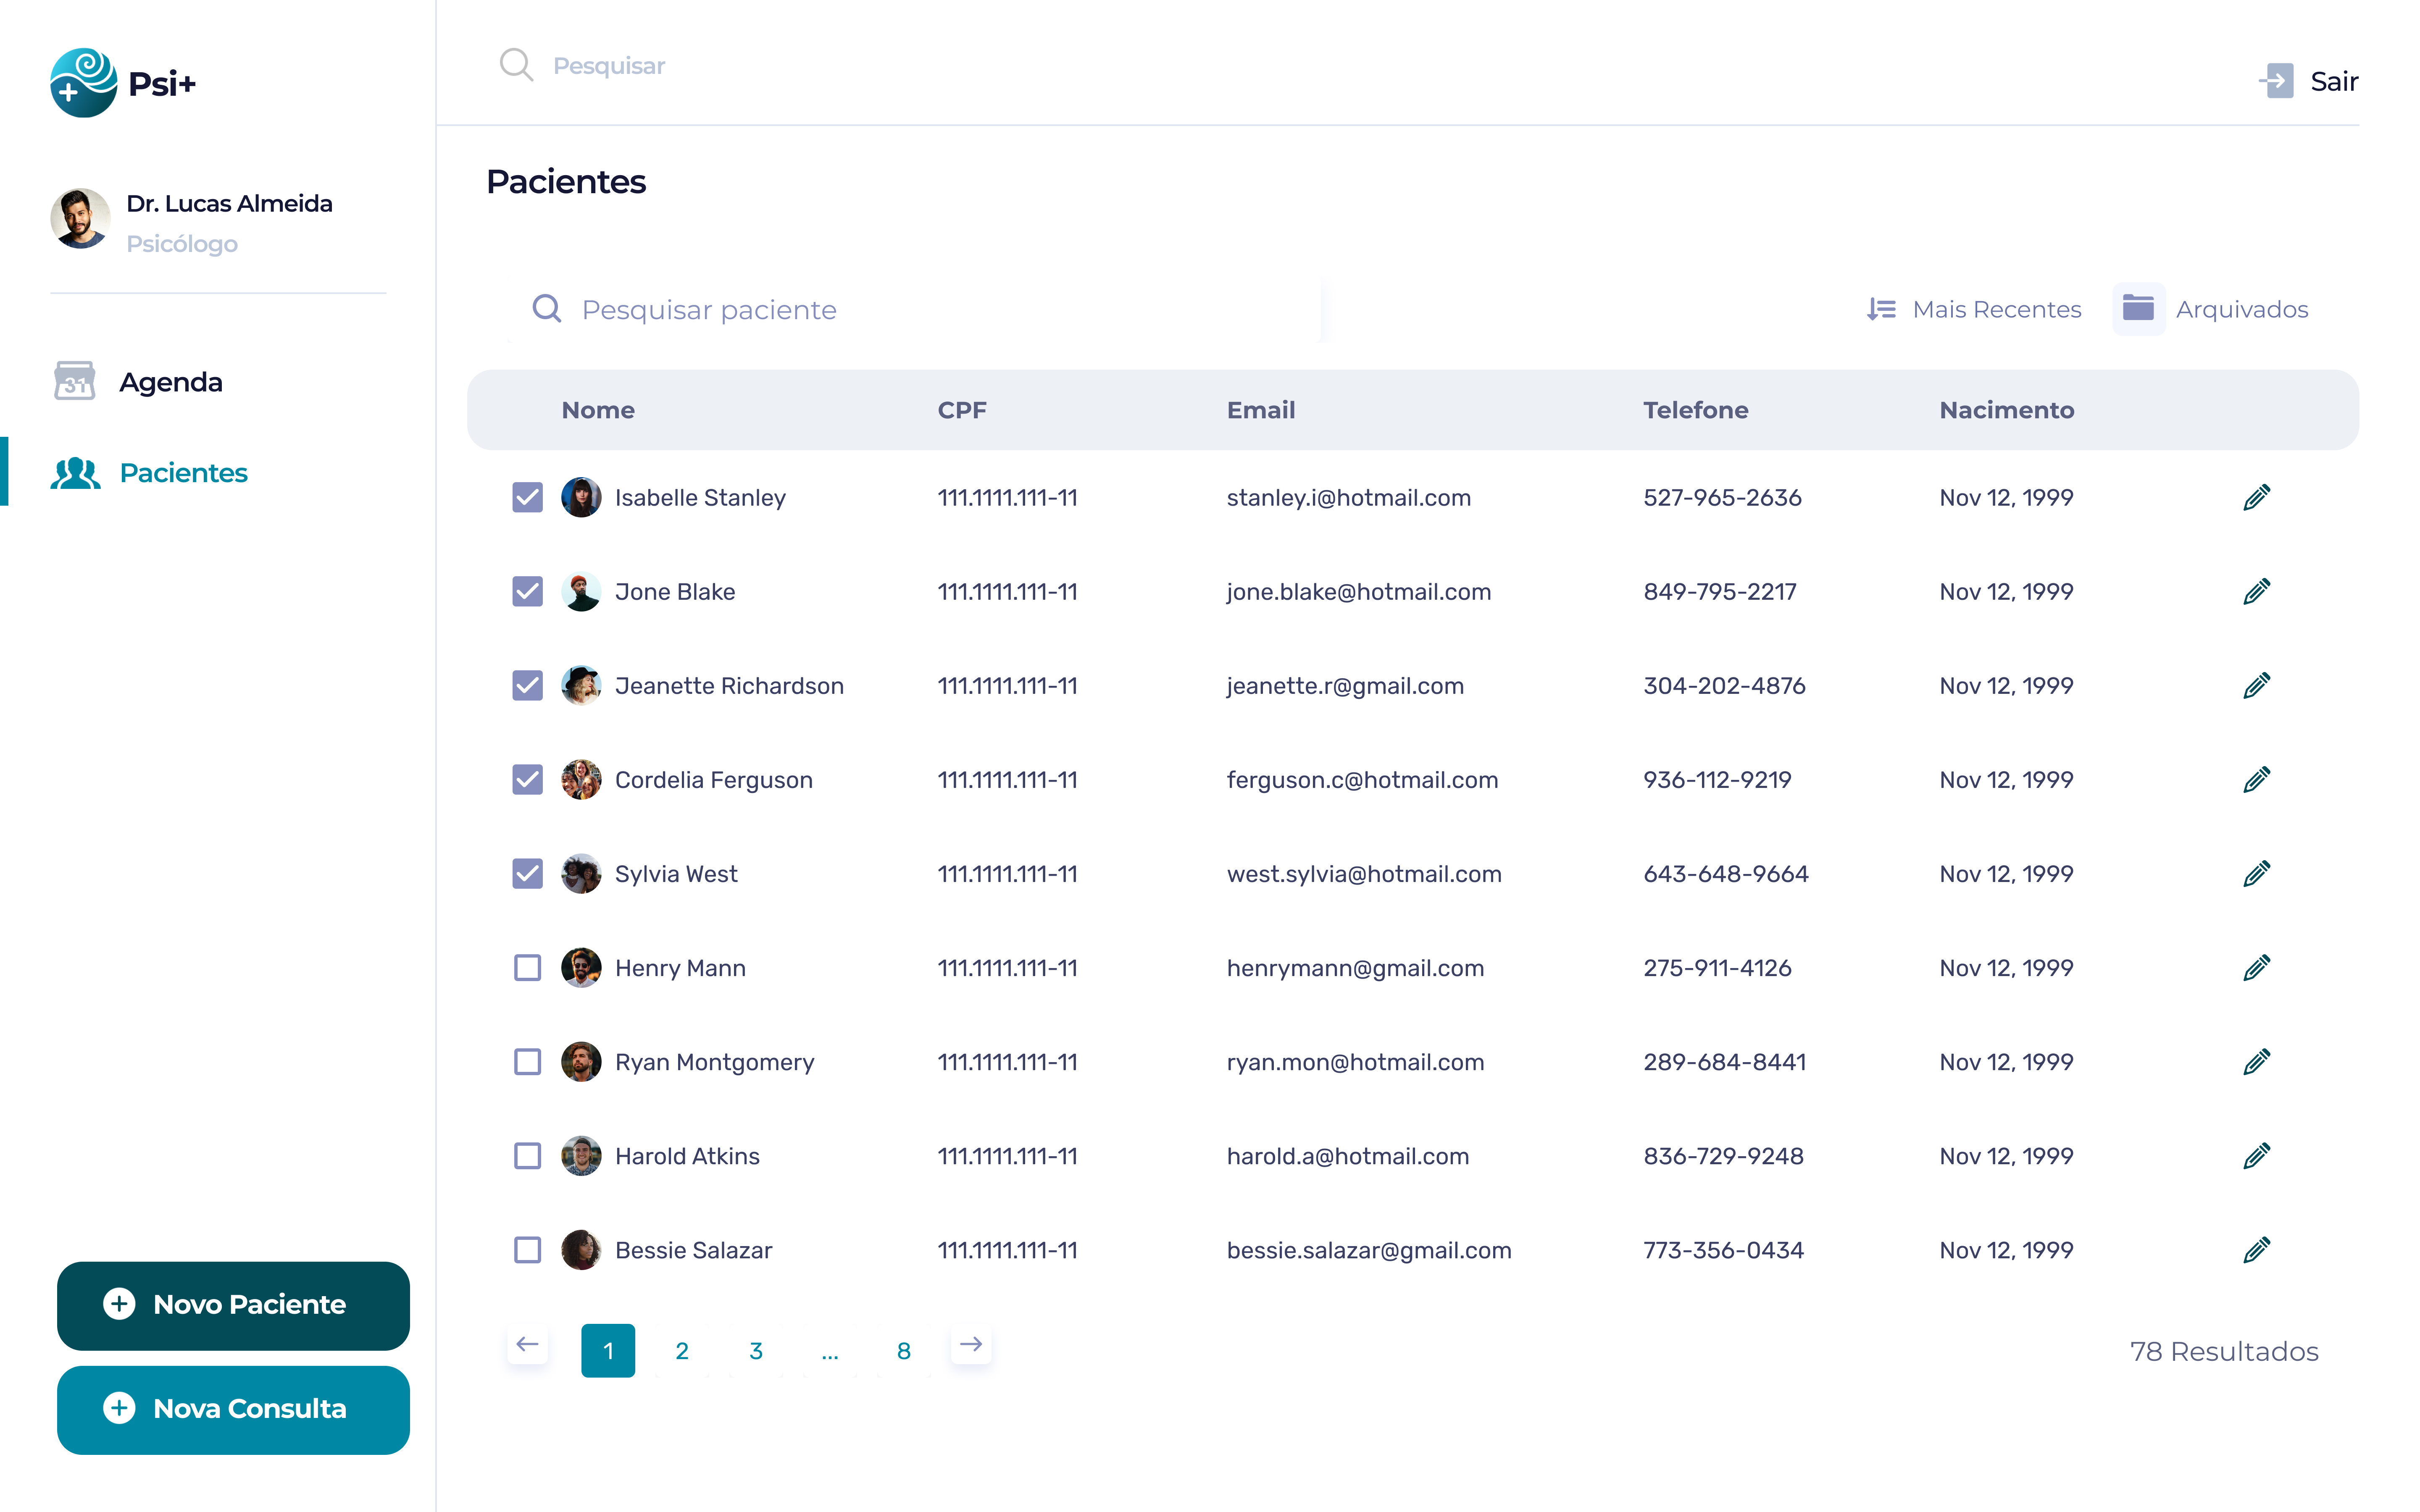 Psi+
Pesquisar
Sair
Dr. Lucas Almeida
Psicólogo
31
Agenda
Pacientes
Novo Paciente
Nova Consulta
Pacientes
Pesquisar paciente
Mais Recentes
Arquivados
Nome CPF Email Telefone Nacimento
Isabelle Stanley 111.1111.111-11 stanley.i@hotmail.com 527-965-2636 Nov 12, 1999
Jone Blake 111.1111.111-11 jone.blake@hotmail.com 849-795-2217 Nov 12, 1999
Jeanette Richardson 111.1111.111-11 jeanette.r@gmail.com 304-202-4876 Nov 12, 1999
Cordelia Ferguson 111.1111.111-11 ferguson.c@hotmail.com 936-112-9219 Nov 12, 1999
Sylvia West 111.1111.111-11 west.sylvia@hotmail.com 643-648-9664 Nov 12, 1999
Henry Mann 111.1111.111-11 henrymann@gmail.com 275-911-4126 Nov 12, 1999
Ryan Montgomery 111.1111.111-11 ryan.mon@hotmail.com 289-684-8441 Nov 12, 1999
Harold Atkins 111.1111.111-11 harold.a@hotmail.com 836-729-9248 Nov 12, 1999
Bessie Salazar 111.1111.111-11 bessie.salazar@gmail.com 773-356-0434 Nov 12, 1999
1 2 3 ... 8
78 Resultados